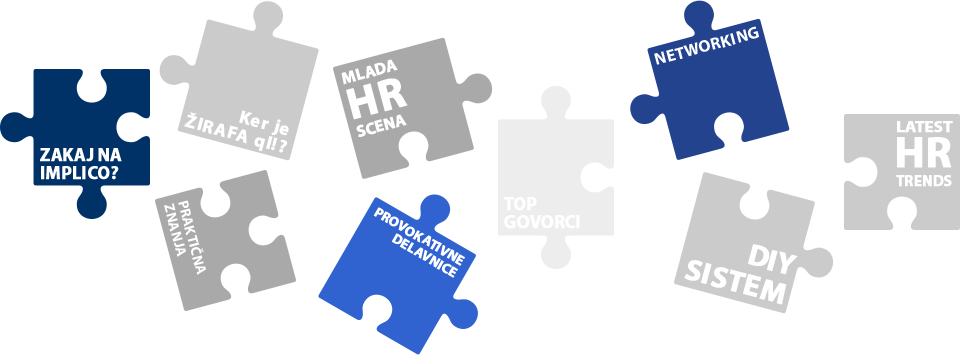 ZAKAJ NA
IMPLICO?
Ker je
ŽIRAFA ql!?
MLADA
HR
SCENA
PRAKTIČNA
ZNANJA
PROVOKATIVNE
DELAVNICE
TOP
GOVORCI
NETWORKING
DIY
SISTEM
LATEST
HR
TRENDS